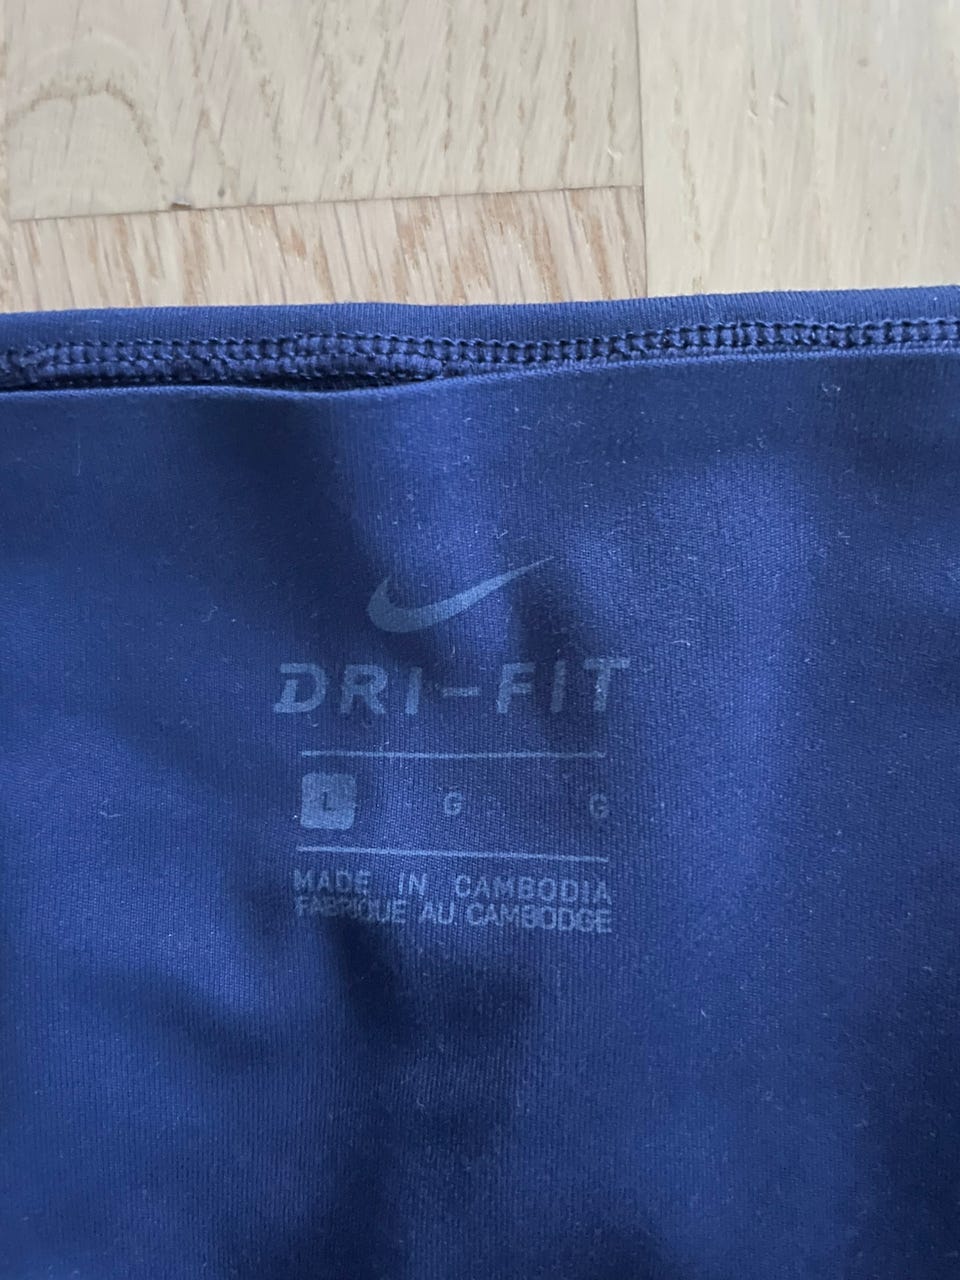 DRI-FIT
L G G
MADE IN CAMBODIA
FABRIQUE AU CAMBODGE